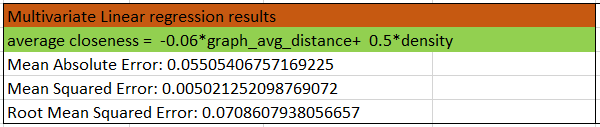 Multivariate Linear regression results
average closeness = -0.06*graph_avg_distance+ 0.5*density
Mean Absolute Error: 0.05505406757169225
Mean Squared Error: 0.005021252098769072
Root Mean Squared Error: 0.0708607938056657